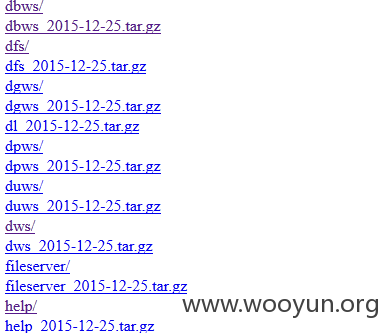 dbws/
dbws_2015-12-25.tar.gz
dfs/
dfs_2015-12-25.tar.gz
dgws/
dgws_2015-12-25.tar.gz
dl_2015-12-25.tar.gz
dpws/
dpws_2015-12-25.tar.gz
duws/
duws_2015-12-25.tar.gz
dws/
dws_2015-12-25.tar.gz
fileserver/
fileserver_2015-12-25.tar.gz
help/
www.wooyun.org
help_2015-12-25.tar.gz